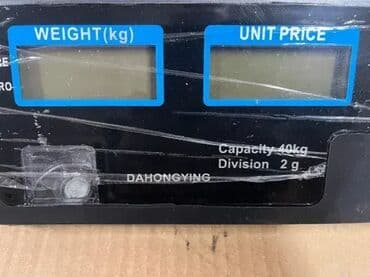 WEIGHT(kg)
UNIT PRICE
Capacity 40kg
Division 2 g
DAHONGYING